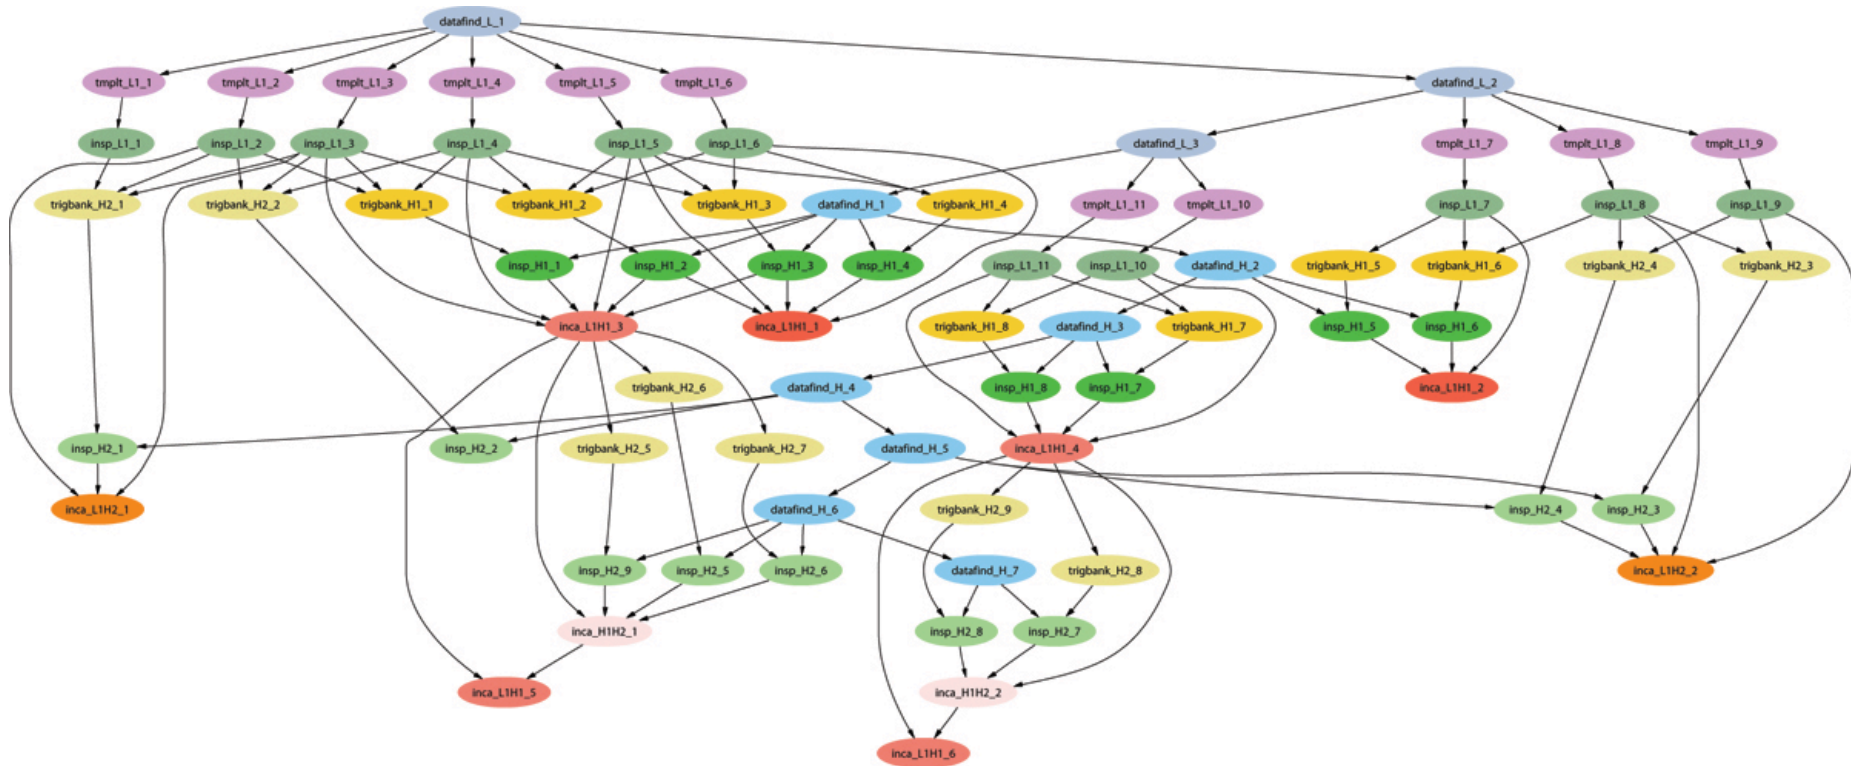 datafind_L_1
tmplt_L1_1 tmplt_L1_2 tmplt_L1_3 tmplt_L1_4 tmplt_L1_5 tmplt_L1_6 datafind_L_2
insp_L1_1 insp_L1_2 insp_L1_3 insp_L1_4 insp_L1_5 insp_L1_6 datafind_L_3 tmplt_L1_7 tmplt_L1_8 tmplt_L1_9
trigbank_H2_1 trigbank_H2_2 trigbank_H1_1 trigbank_H1_2 trigbank_H1_3 datafind_H_1 trigbank_H1_4 tmplt_L1_11 tmplt_L1_10 insp_L1_7 insp_L1_8 insp_L1_9
insp_H1_1 insp_H1_2 insp_H1_3 insp_H1_4 insp_L1_11 insp_L1_10 datafind_H_2 trigbank_H1_5 trigbank_H1_6 trigbank_H2_4 trigbank_H2_3
inca_L1H1_3 inca_L1H1_1 trigbank_H1_8 datafind_H_3 trigbank_H1_7 insp_H1_5 insp_H1_6
trigbank_H2_6 datafind_H_4 insp_H1_8 insp_H1_7 inca_L1H1_2
insp_H2_1 insp_H2_2 trigbank_H2_5 trigbank_H2_7 datafind_H_5 inca_L1H1_4
inca_L1H2_1 datafind_H_6 trigbank_H2_9 insp_H2_4 insp_H2_3
insp_H2_9 insp_H2_5 insp_H2_6 datafind_H_7 trigbank_H2_8 inca_L1H2_2
inca_H1H2_1 insp_H2_8 insp_H2_7
inca_L1H1_5 inca_H1H2_2
inca_L1H1_6